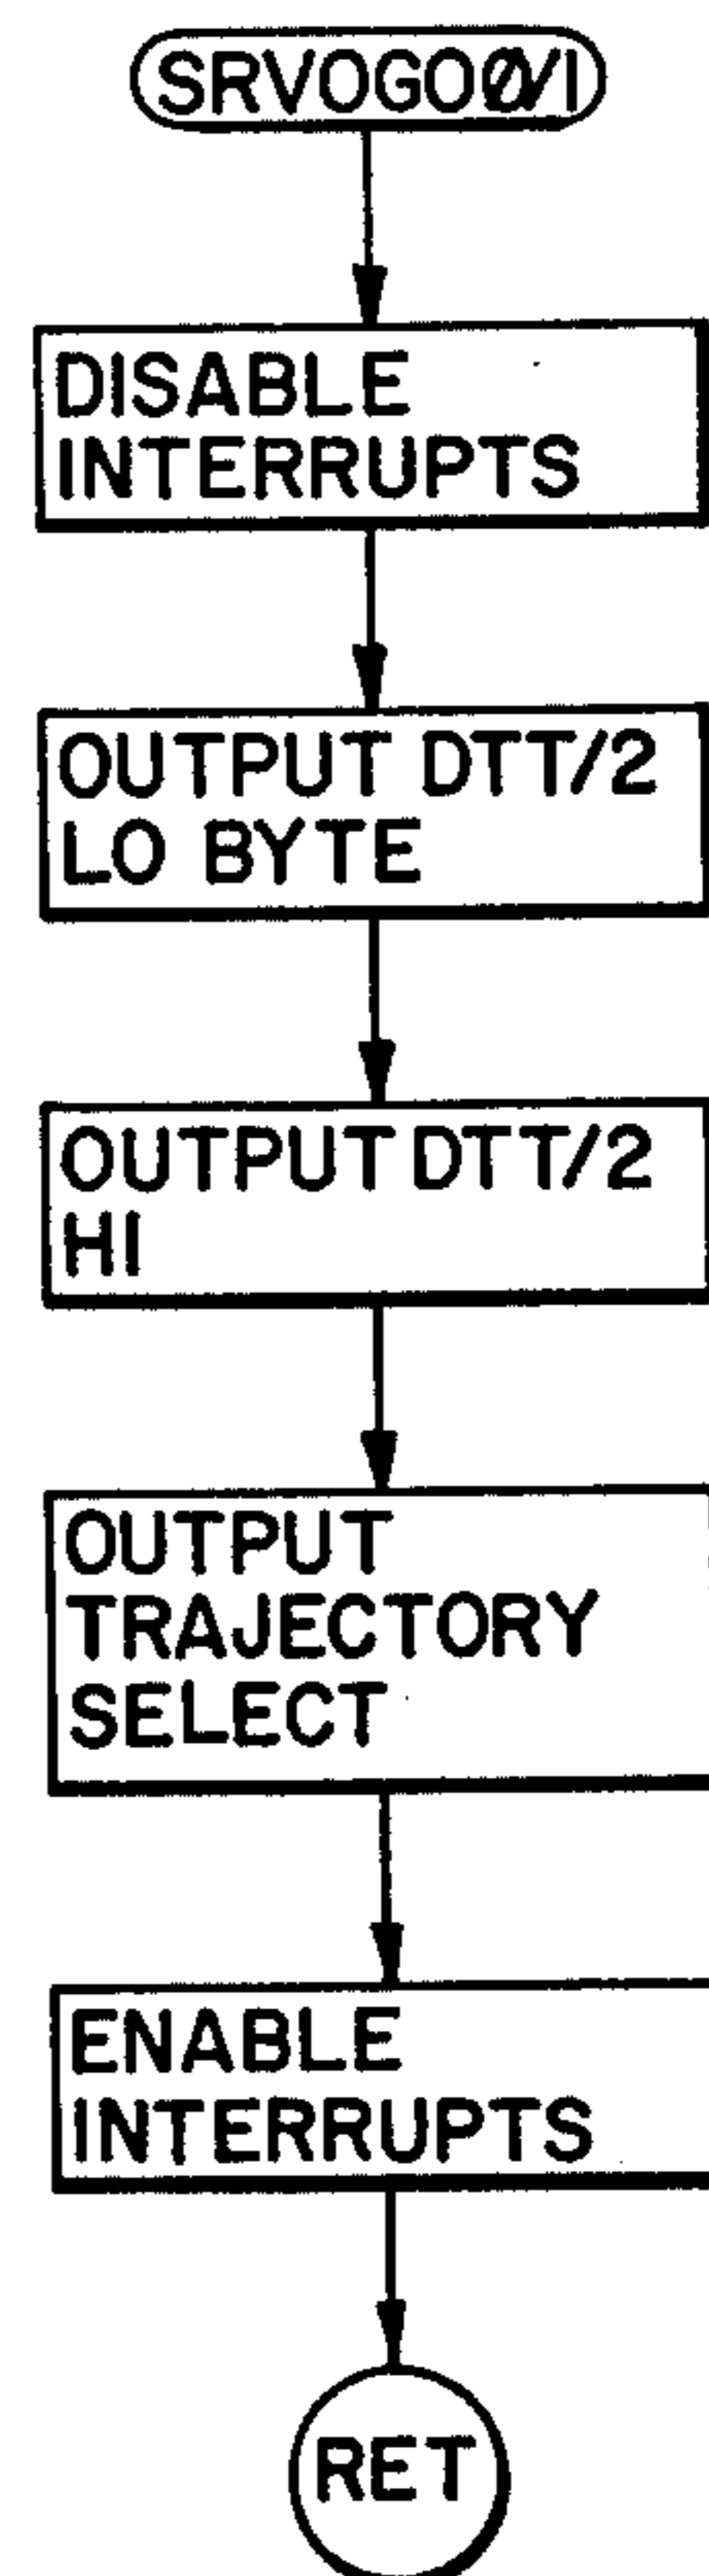 SRVOGO0/1
DISABLE
INTERRUPTS
OUTPUT DTT/2
LO BYTE
OUTPUT DTT/2
HI
OUTPUT
TRAJECTORY
SELECT
ENABLE
INTERRUPTS
RET